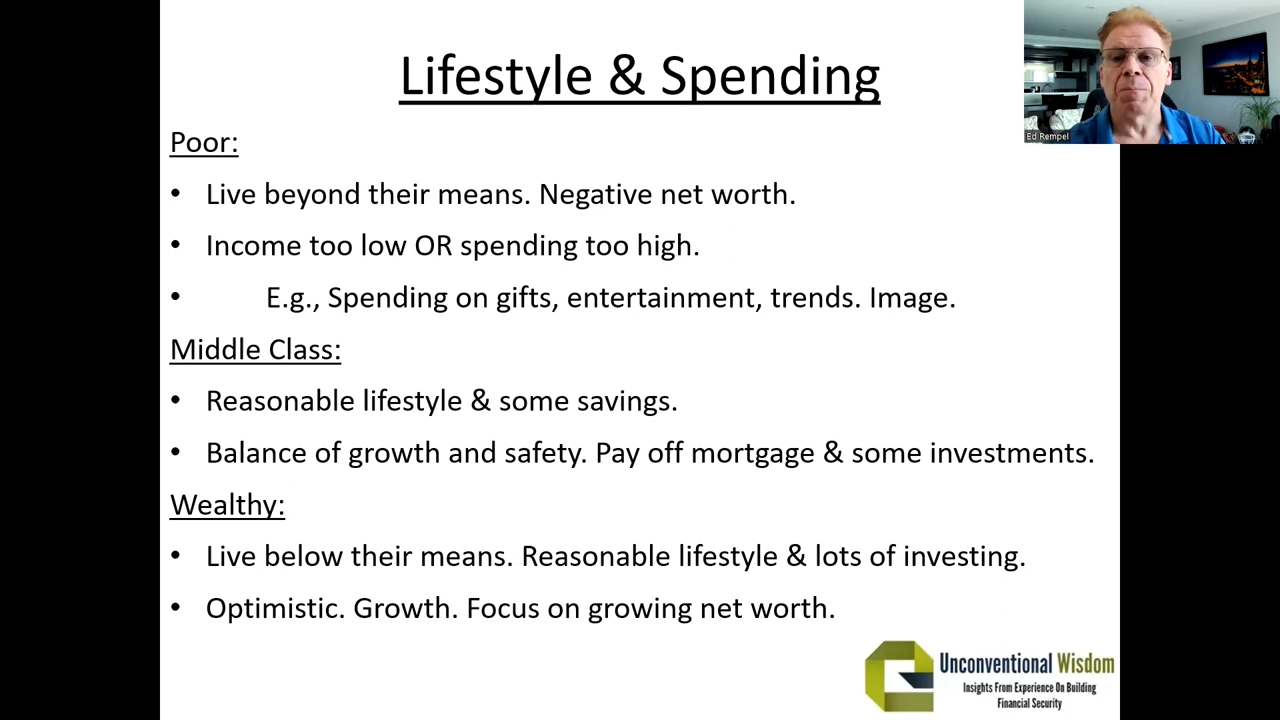 Lifestyle & Spending
Ed Rempel
Poor:
• Live beyond their means. Negative net worth.
• Income too low OR spending too high.
• E.g., Spending on gifts, entertainment, trends. Image.
Middle Class:
• Reasonable lifestyle & some savings.
• Balance of growth and safety. Pay off mortgage & some investments.
Wealthy:
• Live below their means. Reasonable lifestyle & lots of investing.
• Optimistic. Growth. Focus on growing net worth.
Unconventional Wisdom
Insights From Experience On Building
Financial Security